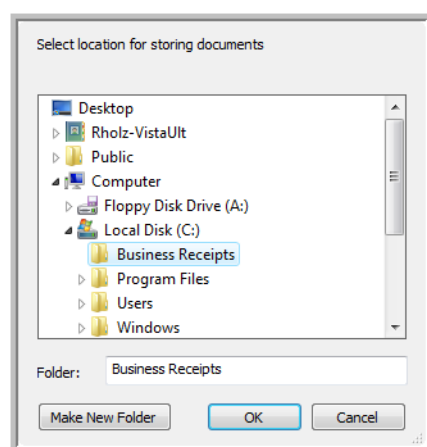 Select location for storing documents
Desktop
Rholz-VistaUlt
Public
Computer
Floppy Disk Drive (A:)
Local Disk (C:)
Business Receipts
Program Files
Users
Windows
Folder: Business Receipts
Make New Folder OK Cancel